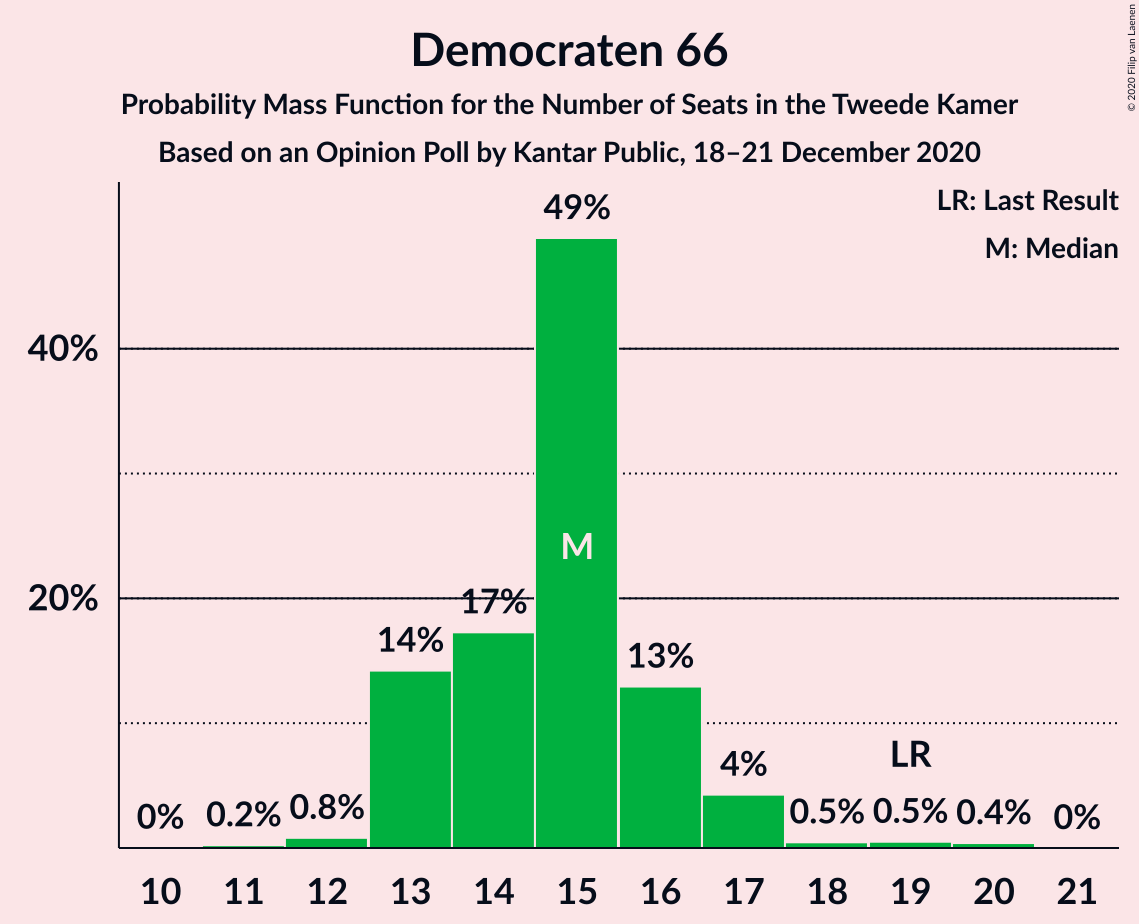 Democraten 66
Probability Mass Function for the Number of Seats in the Tweede Kamer
Based on an Opinion Poll by Kantar Public, 18–21 December 2020
© 2020 Filip van Laenen
LR: Last Result
M: Median
49%
40%
M
20%
17%
14%
13%
LR
4%
0%
0.2%
0.8%
0.5%
0.5%
0.4%
0%
10 11 12 13 14 15 16 17 18 19 20 21